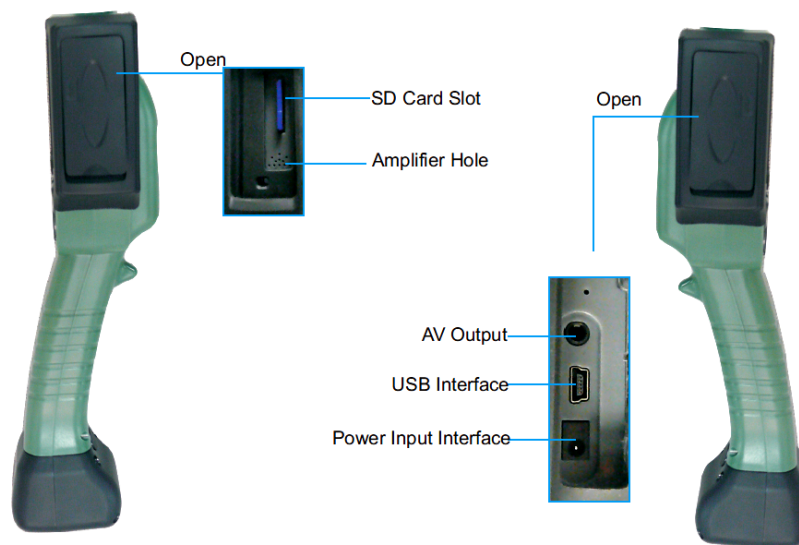 Open
SD Card Slot
Amplifier Hole
Open
AV Output
USB Interface
Power Input Interface